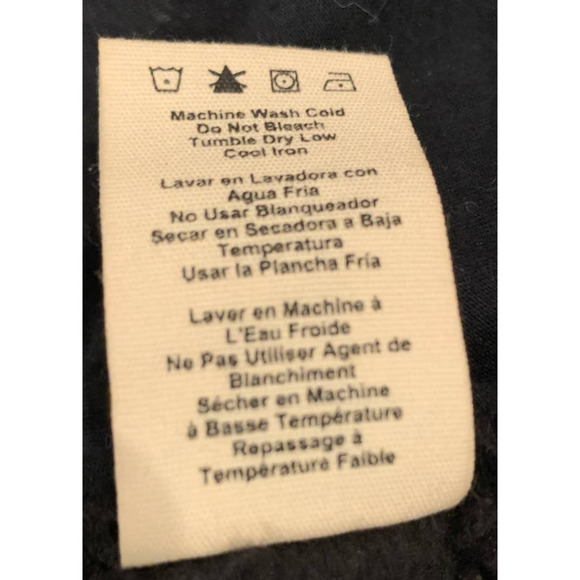 Machine Wash Cold
Do Not Bleach
Tumble Dry Low
Cool Iron
Lavar en Lavadora con
Agua Fria
No Usar Blanqueador
Secar en Secadora a Baja
Temperatura
Usar la Plancha Fría
Laver en Machine à
L'Eau Froide
Ne Pas Utiliser Agent de
Blanchiment
Sécher en Machine
à Basse Température
Repassage à
Température Faible